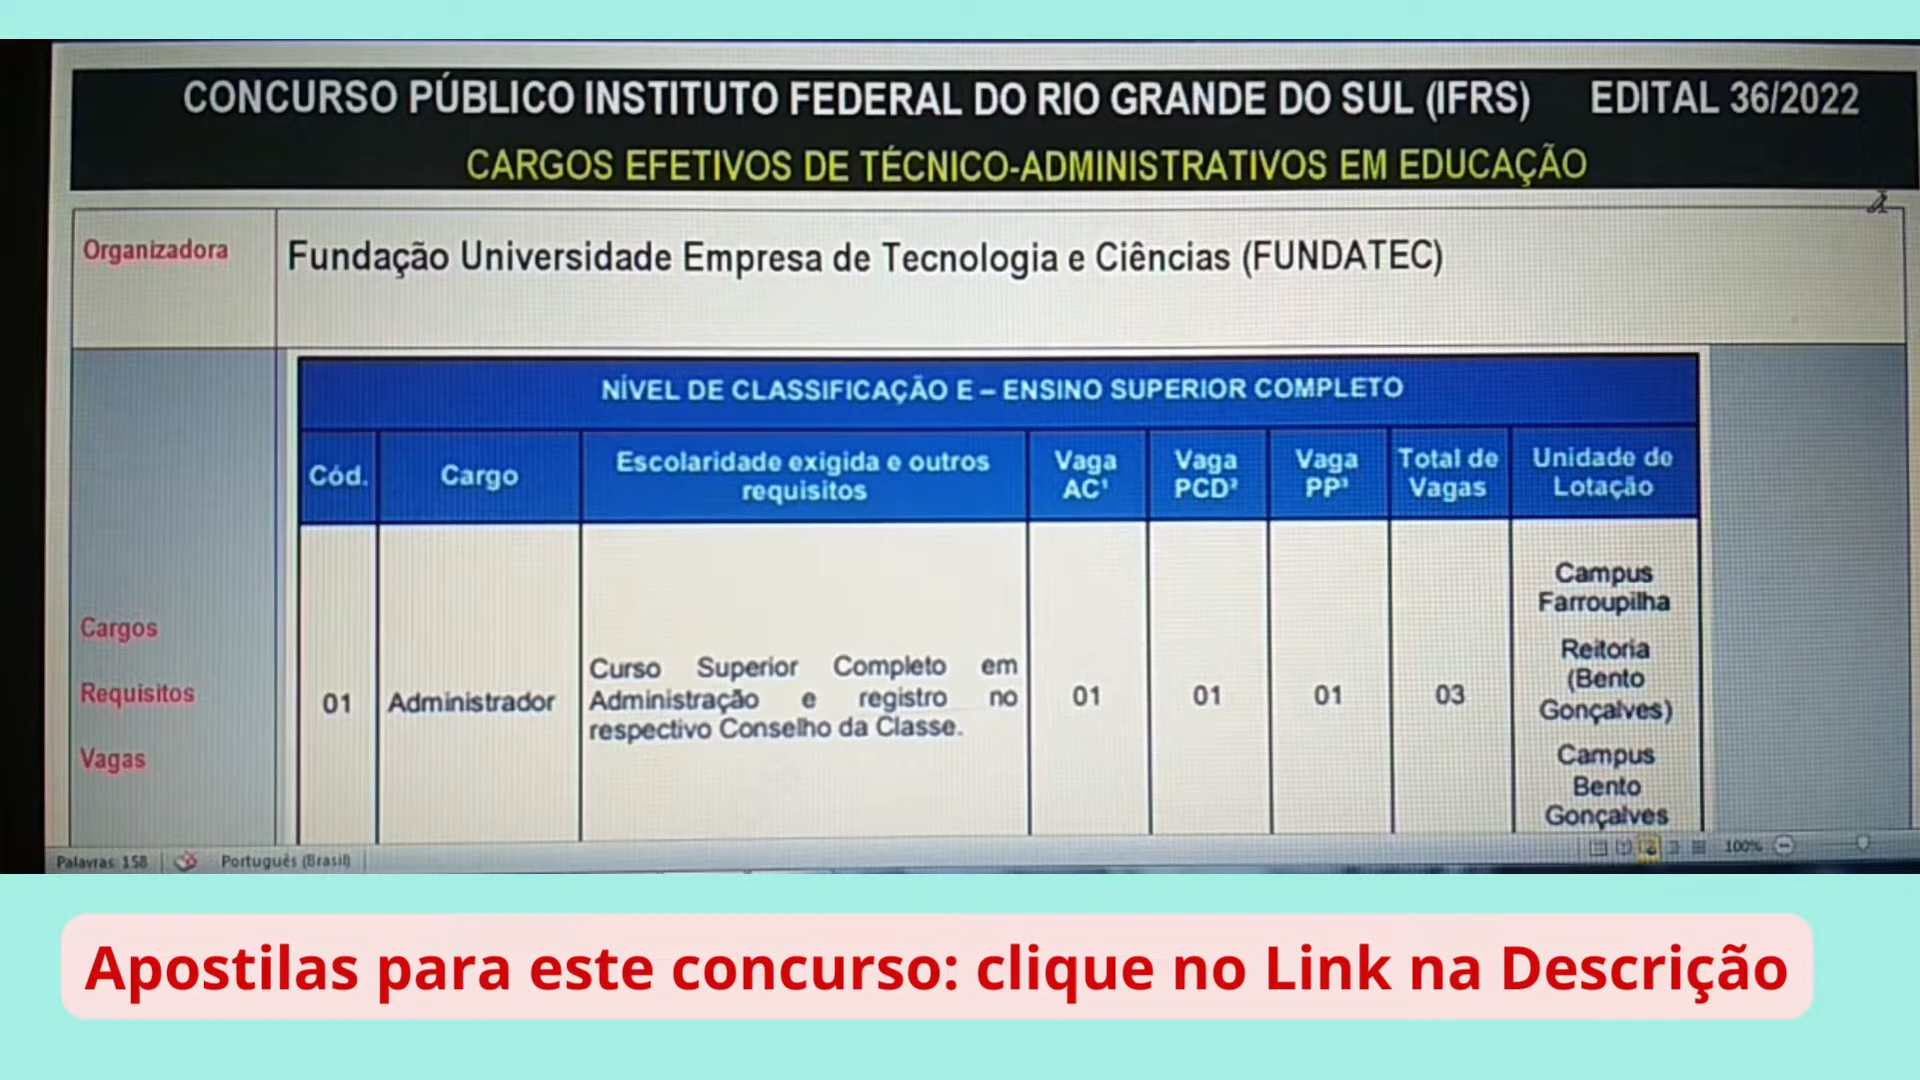 CONCURSO PÚBLICO INSTITUTO FEDERAL DO RIO GRANDE DO SUL (IFRS) EDITAL 36/2022
CARGOS EFETIVOS DE TÉCNICO-ADMINISTRATIVOS EM EDUCAÇÃO
Organizadora
Fundação Universidade Empresa de Tecnologia e Ciências (FUNDATEC)
NÍVEL DE CLASSIFICAÇÃO E – ENSINO SUPERIOR COMPLETO
Cód.
Cargo
Escolaridade exigida e outros
requisitos
Vaga
AC¹
Vaga
PCD²
Vaga
PP³
Total de
Vagas
Unidade de
Lotação
Cargos
Requisitos
Vagas
01
Administrador
Curso Superior Completo em
Administração e registro no
respectivo Conselho da Classe.
01
01
01
03
Campus
Farroupilha
Reitoria
(Bento
Gonçalves)
Campus
Bento
Gonçalves
Palavras: 158
Português (Brasil)
100%
Apostilas para este concurso: clique no Link na Descrição